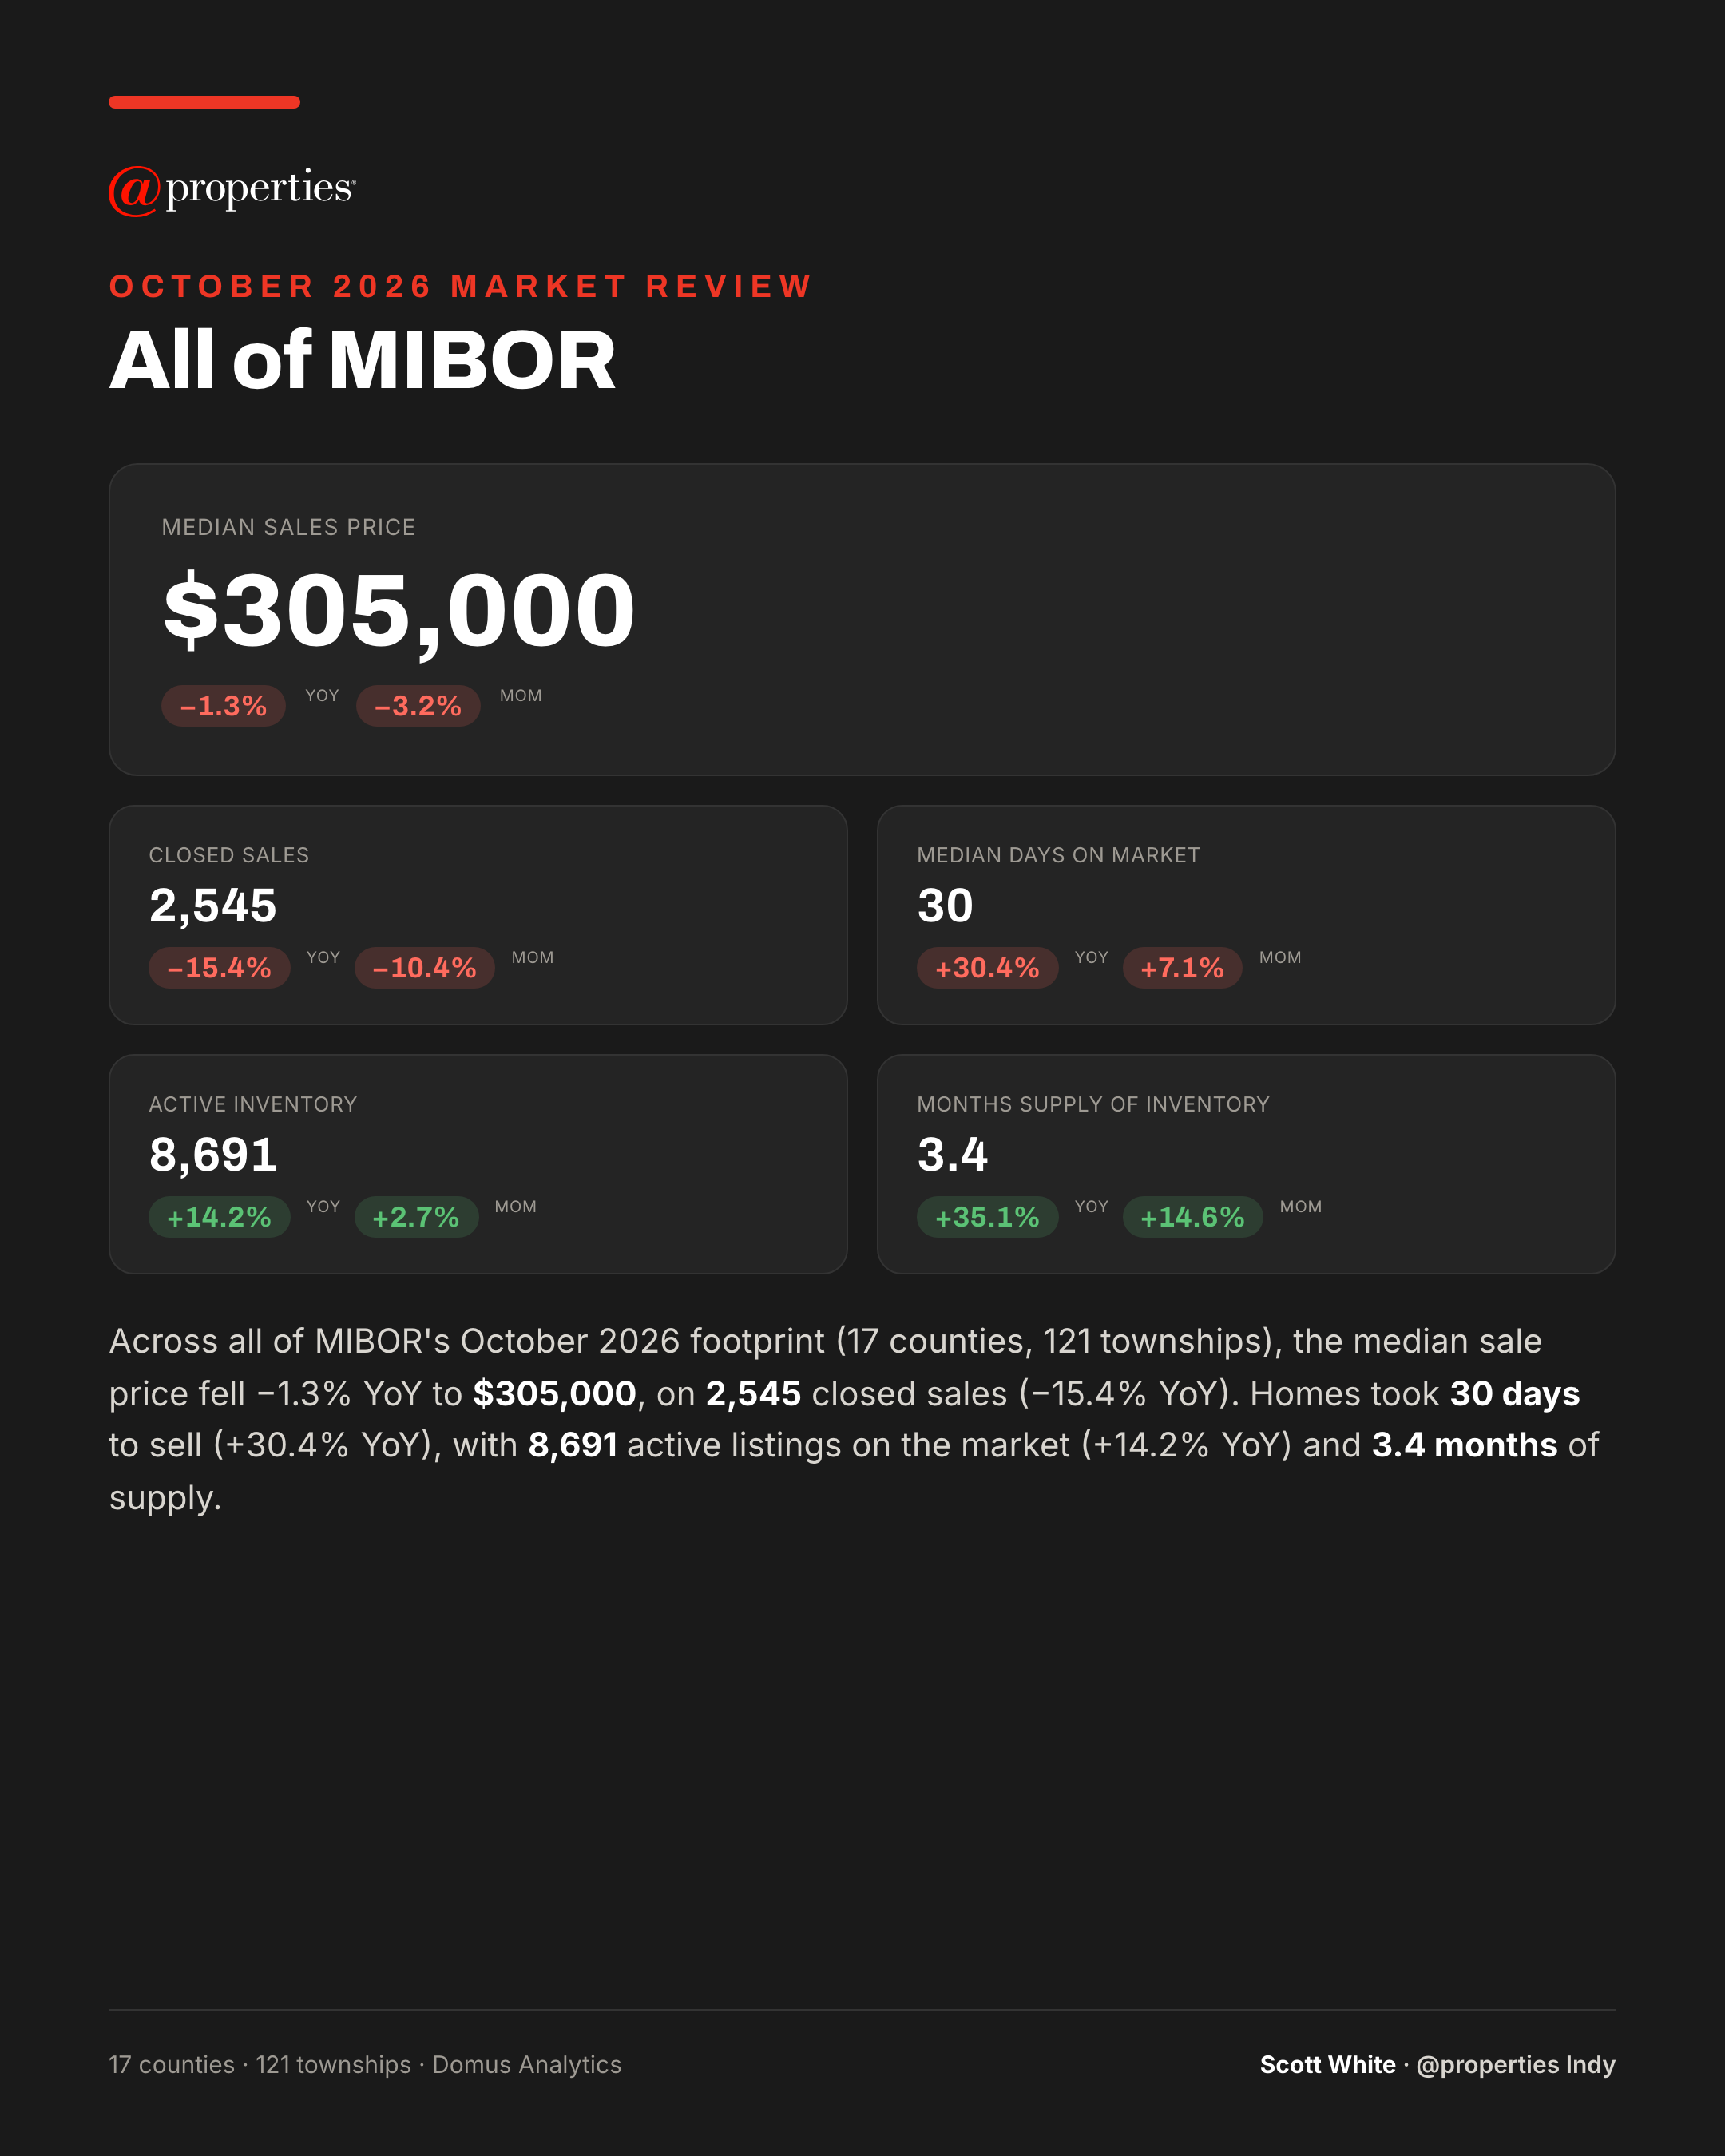 @properties®
OCTOBER 2026 MARKET REVIEW
All of MIBOR
MEDIAN SALES PRICE
$305,000
−1.3% YOY −3.2% MOM
CLOSED SALES
2,545
−15.4% YOY −10.4% MOM
MEDIAN DAYS ON MARKET
30
+30.4% YOY +7.1% MOM
ACTIVE INVENTORY
8,691
+14.2% YOY +2.7% MOM
MONTHS SUPPLY OF INVENTORY
3.4
+35.1% YOY +14.6% MOM
Across all of MIBOR's October 2026 footprint (17 counties, 121 townships), the median sale
price fell −1.3% YoY to $305,000, on 2,545 closed sales (−15.4% YoY). Homes took 30 days
to sell (+30.4% YoY), with 8,691 active listings on the market (+14.2% YoY) and 3.4 months of
supply.
17 counties · 121 townships · Domus Analytics
Scott White · @properties Indy